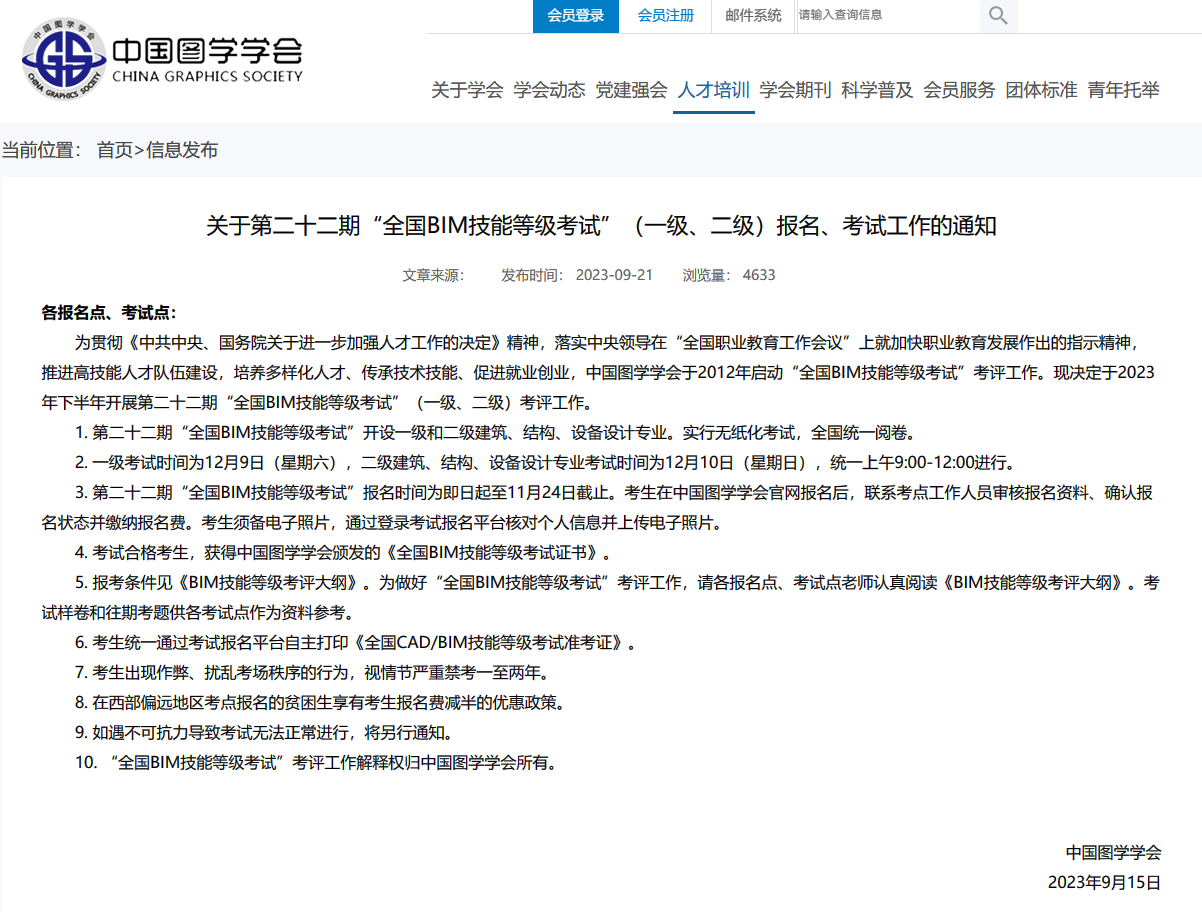 会员登录 会员注册 邮件系统 请输入查询信息
中国图学学会
CHINA GRAPHICS SOCIETY
中国图学学会
CHINA GRAPHICS SOCIETY
关于学会 学会动态 党建强会 人才培训 学会期刊 科学普及 会员服务 团体标准 青年托举
当前位置： 首页>信息发布
关于第二十二期“全国BIM技能等级考试”（一级、二级）报名、考试工作的通知
文章来源： 发布时间： 2023-09-21 浏览量： 4633
各报名点、考试点：
为贯彻《中共中央、国务院关于进一步加强人才工作的决定》精神，落实中央领导在“全国职业教育工作会议”上就加快职业教育发展作出的指示精神，
推进高技能人才队伍建设，培养多样化人才、传承技术技能、促进就业创业，中国图学学会于2012年启动“全国BIM技能等级考试”考评工作。现决定于2023
年下半年开展第二十二期“全国BIM技能等级考试”（一级、二级）考评工作。
1. 第二十二期“全国BIM技能等级考试”开设一级和二级建筑、结构、设备设计专业。实行无纸化考试，全国统一阅卷。
2. 一级考试时间为12月9日（星期六），二级建筑、结构、设备设计专业考试时间为12月10日（星期日），统一上午9:00-12:00进行。
3. 第二十二期“全国BIM技能等级考试”报名时间为即日起至11月24日截止。考生在中国图学学会官网报名后，联系考点工作人员审核报名资料、确认报
名状态并缴纳报名费。考生须备电子照片，通过登录考试报名平台核对个人信息并上传电子照片。
4. 考试合格考生，获得中国图学学会颁发的《全国BIM技能等级考试证书》。
5. 报考条件见《BIM技能等级考评大纲》。为做好“全国BIM技能等级考试”考评工作，请各报名点、考试点老师认真阅读《BIM技能等级考评大纲》。考
试样卷和往期考题供各考试点作为资料参考。
6. 考生统一通过考试报名平台自主打印《全国CAD/BIM技能等级考试准考证》。
7. 考生出现作弊、扰乱考场秩序的行为，视情节严重禁考一至两年。
8. 在西部偏远地区考点报名的贫困生享有考生报名费减半的优惠政策。
9. 如遇不可抗力导致考试无法正常进行，将另行通知。
10. “全国BIM技能等级考试”考评工作解释权归中国图学学会所有。
中国图学学会
2023年9月15日